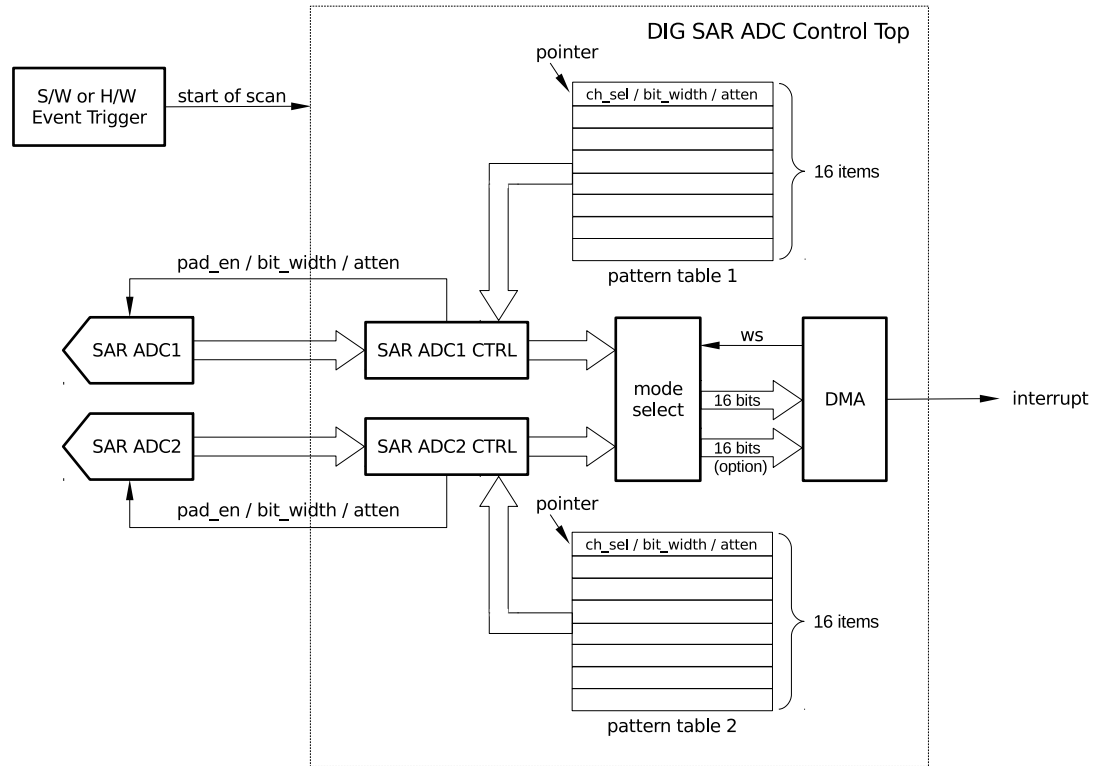 DIG SAR ADC Control Top
pointer
S/W or H/W
Event Trigger
start of scan
ch_sel / bit_width / atten
16 items
pattern table 1
pad_en / bit_width / atten
SAR ADC1
SAR ADC1 CTRL
mode
select
ws
16 bits
DMA
interrupt
SAR ADC2
SAR ADC2 CTRL
16 bits
(option)
pad_en / bit_width / atten
pointer
ch_sel / bit_width / atten
16 items
pattern table 2